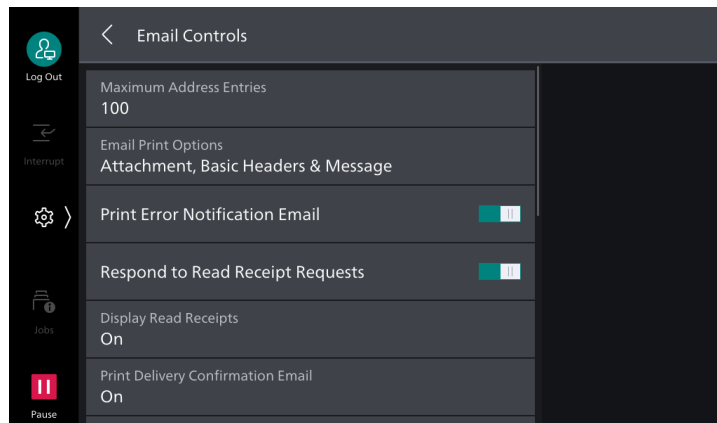 Email Controls
Log Out
Maximum Address Entries
100
Interrupt
Email Print Options
Attachment, Basic Headers & Message
Print Error Notification Email
Respond to Read Receipt Requests
Jobs
Display Read Receipts
On
Print Delivery Confirmation Email
On
Pause